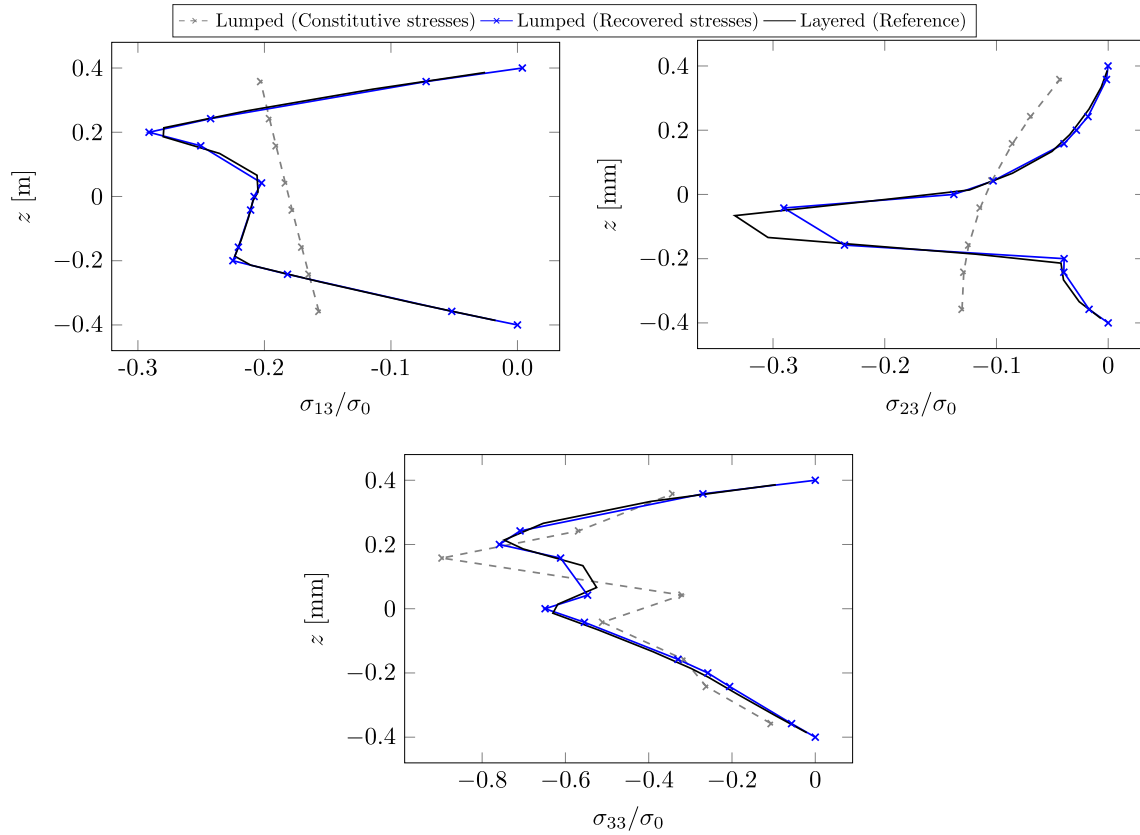 Lumped (Constitutive stresses) Lumped (Recovered stresses) Layered (Reference)
0.4
0.2
0
−0.2
−0.4
z [m]
-0.3 -0.2 -0.1 0.0
σ13/σ0
0.4
0.2
0
−0.2
−0.4
z [mm]
−0.3 −0.2 −0.1 0
σ23/σ0
0.4
0.2
0
−0.2
−0.4
z [mm]
−0.8 −0.6 −0.4 −0.2 0
σ33/σ0